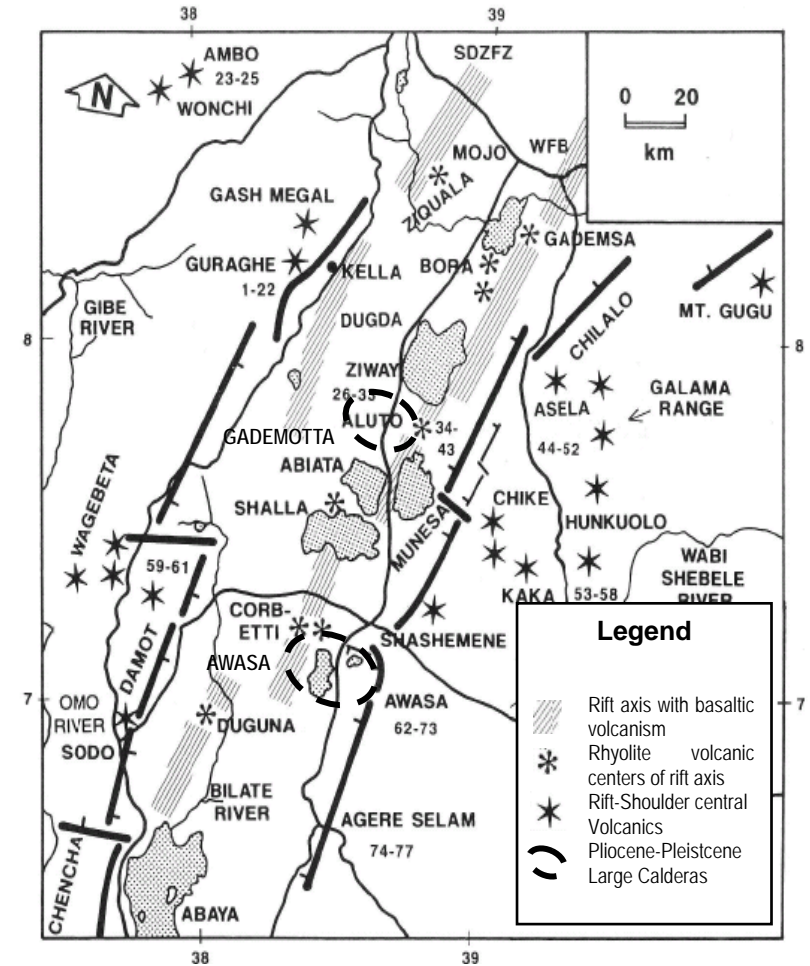 38
39
SDZFZ
AMBO
23-25
WONCHI
N
0 20
km
MOJO
WFB
ZIQUALA
GASH MEGAL
GURAGHE
1-22
KELLA
BORA
GADEMSA
MT. GUGU
GIBE
RIVER
DUGDA
CHILALO
8
8
ZIWAY
26-33
ALUTO
34-
43
ASELA
44-52
GALAMA
RANGE
GADEMOTTA
ABIATA
SHALLA
MUNESA
CHIKE
HUNKUOLO
WAGEBETA
59-61
KAKA
53-58
WABI
SHEBELE
RIVER
CORB-
ETTI
SHASHEMENE
AWASA
DAMOT
7
7
OMO
RIVER
SODO
DUGUNA
AWASA
62-73
BILATE
RIVER
AGERE SELAM
74-77
CHENCHA
ABAYA
Legend
Rift axis with basaltic
volcanism
Rhyolite volcanic
centers of rift axis
Rift-Shoulder central
Volcanics
Pliocene-Pleistcene
Large Calderas
38
39